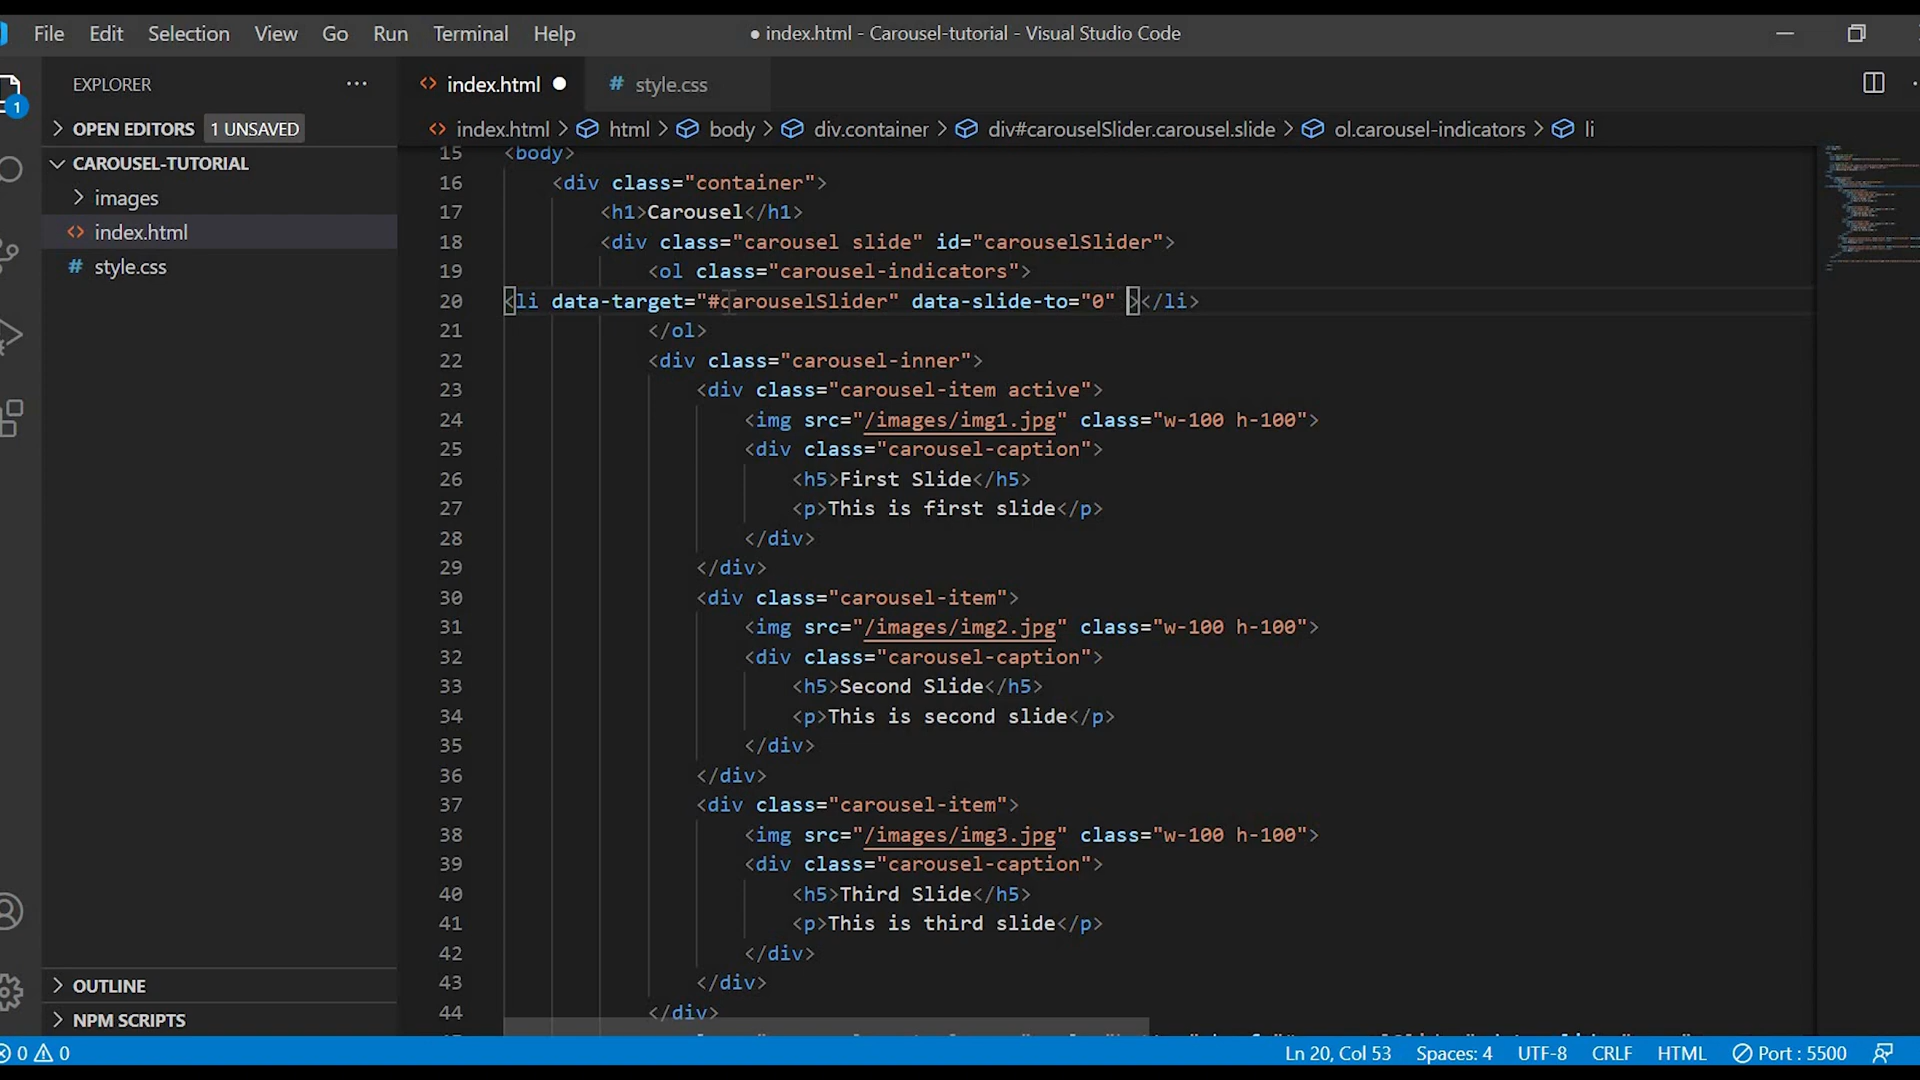 File Edit Selection View Go Run Terminal Help
● index.html - Carousel-tutorial - Visual Studio Code
EXPLORER ···
1
OPEN EDITORS 1 UNSAVED
CAROUSEL-TUTORIAL
images
<> index.html
# style.css
OUTLINE
NPM SCRIPTS
<> index.html ●
# style.css
<> index.html > html > body > div.container > div#carouselSlider.carousel.slide > ol.carousel-indicators > li
15 <body>
16 <div class="container">
17 <h1>Carousel</h1>
18 <div class="carousel slide" id="carouselSlider">
19 <ol class="carousel-indicators">
20 <li data-target="#carouselSlider" data-slide-to="0" ></li>
21 </ol>
22 <div class="carousel-inner">
23 <div class="carousel-item active">
24 <img src="/images/img1.jpg" class="w-100 h-100">
25 <div class="carousel-caption">
26 <h5>First Slide</h5>
27 <p>This is first slide</p>
28 </div>
29 </div>
30 <div class="carousel-item">
31 <img src="/images/img2.jpg" class="w-100 h-100">
32 <div class="carousel-caption">
33 <h5>Second Slide</h5>
34 <p>This is second slide</p>
35 </div>
36 </div>
37 <div class="carousel-item">
38 <img src="/images/img3.jpg" class="w-100 h-100">
39 <div class="carousel-caption">
40 <h5>Third Slide</h5>
41 <p>This is third slide</p>
42 </div>
43 </div>
44 </div>
0 0
Ln 20, Col 53 Spaces: 4 UTF-8 CRLF HTML Port : 5500